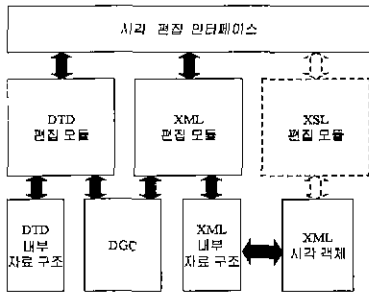 시각 편집 인터페이스
DTD
편집 모듈
XML
편집 모듈
XSL
편집 모듈
DTD
내부
자료 구조
DGC
XML
내부
자료 구조
XML
시각 객체